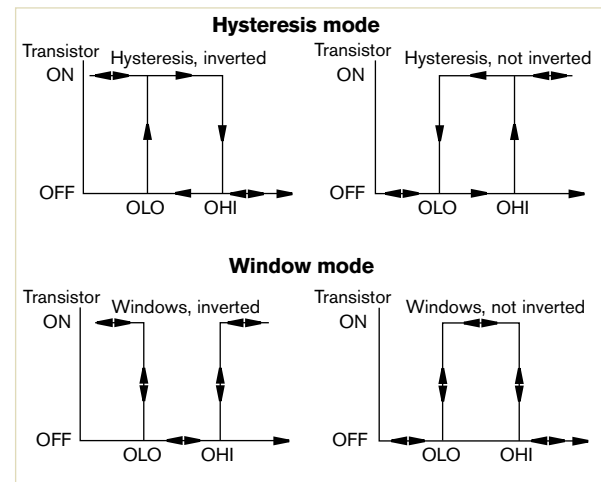 Hysteresis mode
Transistor
Hysteresis, inverted
ON
OFF
OLO OHI
Transistor
Hysteresis, not inverted
ON
OFF
OLO OHI
Window mode
Transistor
Windows, inverted
ON
OFF
OLO OHI
Transistor
Windows, not inverted
ON
OFF
OLO OHI